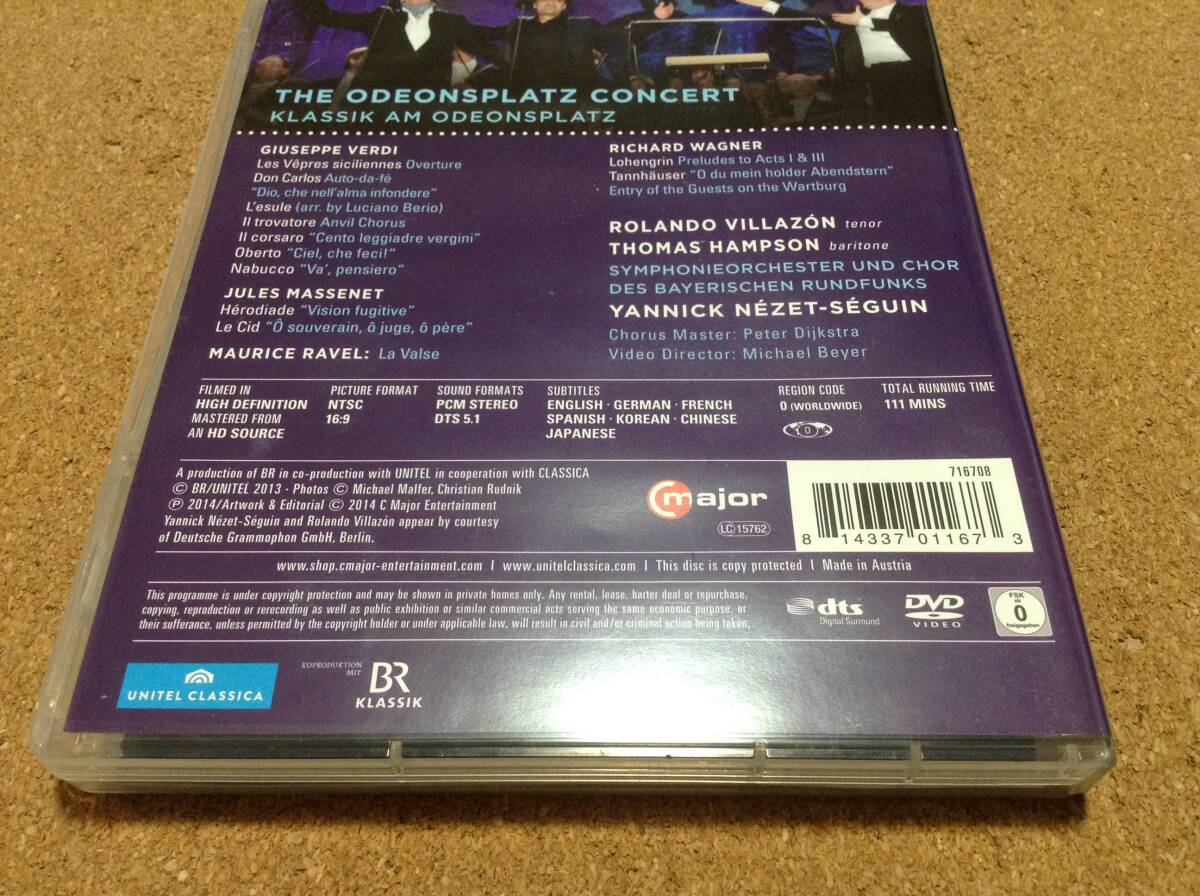 THE ODEONSPLATZ CONCERT
KLASSIK AM ODEONSPLATZ
GIUSEPPE VERDI
Les Vêpres siciliennes Overture
Don Carlos Auto-da-fé
"Dio, che nell'alma infondere"
L'esule (arr. by Luciano Berio)
Il trovatore Anvil Chorus
Il corsaro "Cento leggiadre vergini"
Oberto "Ciel, che feci!"
Nabucco "Va', pensiero"
JULES MASSENET
Hérodiade "Vision fugitive"
Le Cid "Ô souverain, ô juge, ô père"
MAURICE RAVEL: La Valse
RICHARD WAGNER
Lohengrin Preludes to Acts I & III
Tannhäuser "O du mein holder Abendstern"
Entry of the Guests on the Wartburg
ROLANDO VILLAZÓN tenor
THOMAS HAMPSON baritone
SYMPHONIEORCHESTER UND CHOR
DES BAYERISCHEN RUNDFUNKS
YANNICK NÉZET-SÉGUIN
Chorus Master: Peter Dijkstra
Video Director: Michael Beyer
FILMED IN
HIGH DEFINITION
MASTERED FROM
AN HD SOURCE
PICTURE FORMAT
NTSC
16:9
SOUND FORMATS
PCM STEREO
DTS 5.1
SUBTITLES
ENGLISH · GERMAN · FRENCH
SPANISH · KOREAN · CHINESE
JAPANESE
REGION CODE
0 (WORLDWIDE)
0
TOTAL RUNNING TIME
111 MINS
A production of BR in co-production with UNITEL in cooperation with CLASSICA
© BR/UNITEL 2013 · Photos © Michael Malfer, Christian Rudnik
℗ 2014/Artwork & Editorial © 2014 C Major Entertainment
Yannick Nézet-Séguin and Rolando Villazón appear by courtesy
of Deutsche Grammophon GmbH, Berlin.
C major
LC 15762
716708
8 14337 01167 3
www.shop.cmajor-entertainment.com | www.unitelclassica.com | This disc is copy protected | Made in Austria
This programme is under copyright protection and may be shown in private homes only. Any rental, lease, barter deal or repurchase,
copying, reproduction or rerecording as well as public exhibition or similar commercial acts serving the same economic purpose, or
their sufferance, unless permitted by the copyright holder or under applicable law, will result in civil and/or criminal action being taken.
dts
Digital Surround
DVD
VIDEO
FSK
ab
0
freigegeben
UNITEL CLASSICA
KOPRODUKTION
MIT
BR
KLASSIK